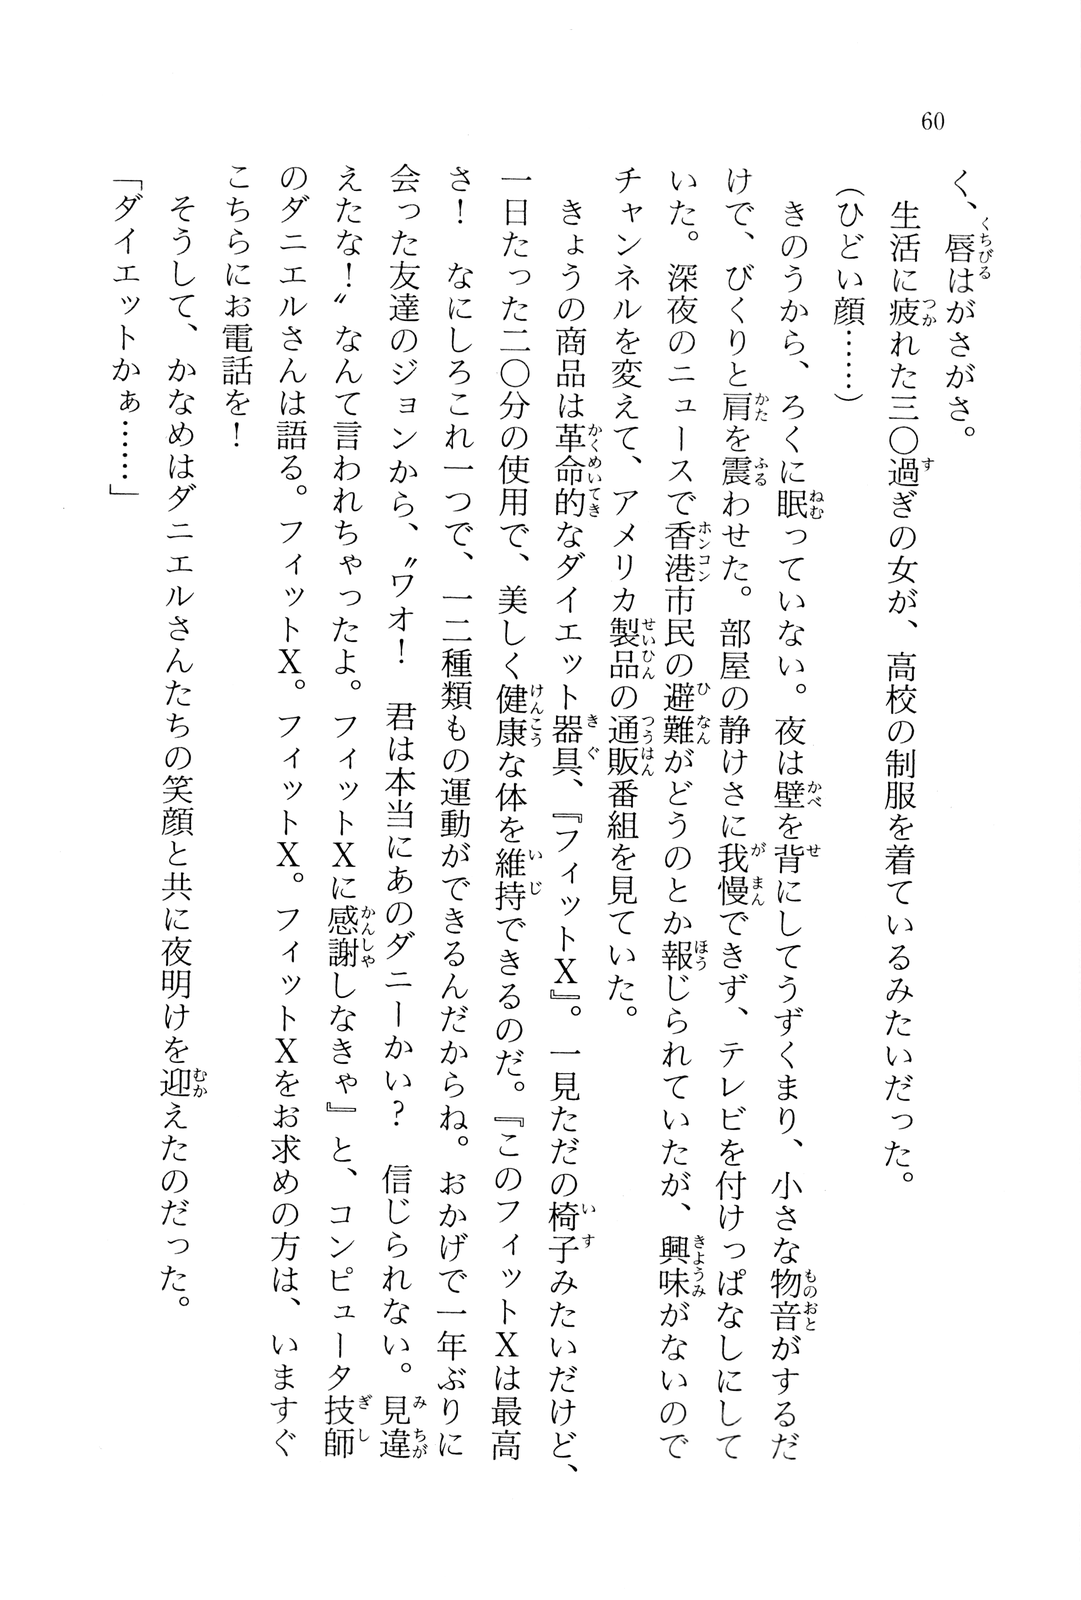 60
く、唇はがさがさ。
　生活に疲れた三〇過ぎの女が、高校の制服を着ているみたいだった。
（ひどい顔……）
　きのうから、ろくに眠っていない。夜は壁を背にしてうずくまり、小さな物音がするだ
けで、びくりと肩を震わせた。部屋の静けさに我慢できず、テレビを付けっぱなしにして
いた。深夜のニュースで香港市民の避難がどうのとか報じられていたが、興味がないので
チャンネルを変えて、アメリカ製品の通販番組を見ていた。
　きょうの商品は革命的なダイエット器具、『フィットＸ』。一見ただの椅子みたいだけど、
一日たった二〇分の使用で、美しく健康な体を維持できるのだ。『このフィットＸは最高
さ！　なにしろこれ一つで、一二種類もの運動ができるんだからね。おかげで一年ぶりに
会った友達のジョンから、〝ワオ！　君は本当にあのダニーかい？　信じられない。見違
えたな！〟なんて言われちゃったよ。フィットＸに感謝しなきゃ』と、コンピュータ技師
のダニエルさんは語る。フィットＸ。フィットＸ。フィットＸをお求めの方は、いますぐ
こちらにお電話を！
　そうして、かなめはダニエルさんたちの笑顔と共に夜明けを迎えたのだった。
「ダイエットかぁ……」